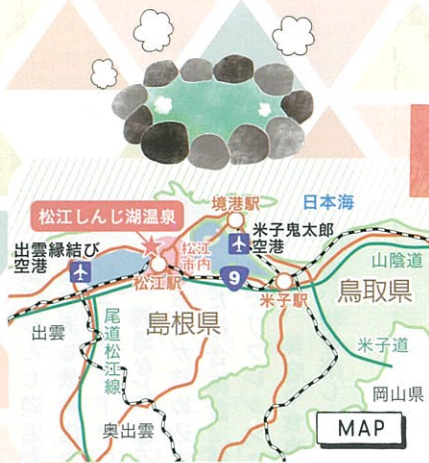 境港駅
日本海
松江しんじ湖温泉
米子鬼太郎
空港
出雲縁結び
空港
松江
市内
松江駅
9
米子駅
山陰道
鳥取県
出雲
尾道松江線
島根県
米子道
岡山県
奥出雲
MAP